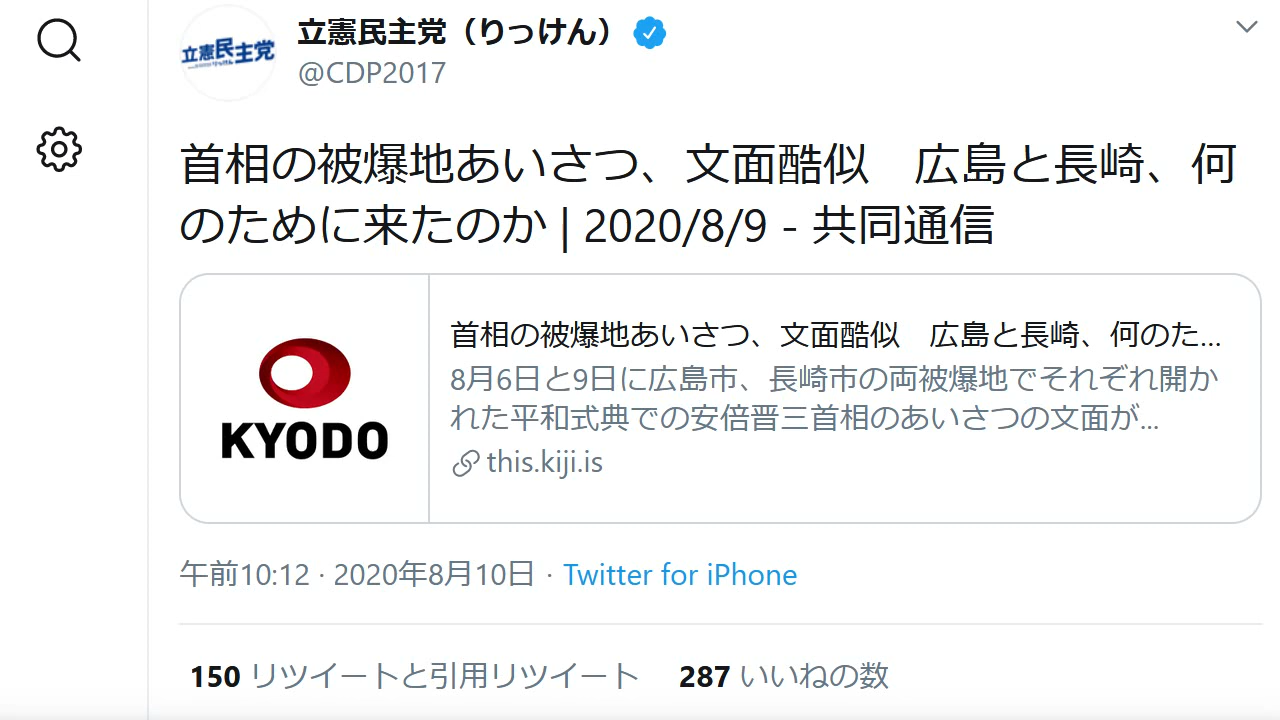 立憲民主党
立憲民主党（りっけん）
@CDP2017
首相の被爆地あいさつ、文面酷似　広島と長崎、何
のために来たのか | 2020/8/9 - 共同通信
KYODO
首相の被爆地あいさつ、文面酷似　広島と長崎、何のた...
8月6日と9日に広島市、長崎市の両被爆地でそれぞれ開か
れた平和式典での安倍晋三首相のあいさつの文面が...
this.kiji.is
午前10:12 · 2020年8月10日 · Twitter for iPhone
150 リツイートと引用リツイート　287 いいねの数